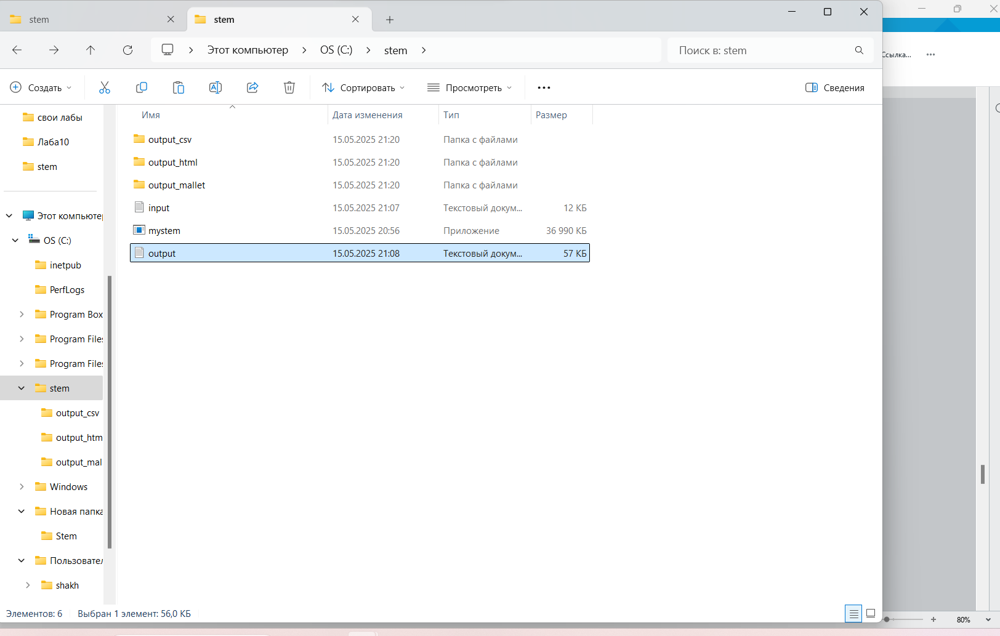 stem
stem
Этот компьютер
OS (C:)
stem
Поиск в: stem
Ссылка...
Создать
Сортировать
Просмотреть
Сведения
свои лабы
Лаба10
stem
Этот компьютер
OS (C:)
inetpub
PerfLogs
Program Box
Program Files
Program Files
stem
output_csv
output_htm
output_mal
Windows
Новая папка
Stem
Пользовател
shakh
Имя Дата изменения Тип Размер
output_csv 15.05.2025 21:20 Папка с файлами
output_html 15.05.2025 21:20 Папка с файлами
output_mallet 15.05.2025 21:20 Папка с файлами
input 15.05.2025 21:07 Текстовый докум... 12 КБ
mystem 15.05.2025 20:56 Приложение 36 990 КБ
output 15.05.2025 21:08 Текстовый докум... 57 КБ
Элементов: 6 Выбран 1 элемент: 56,0 КБ
80%